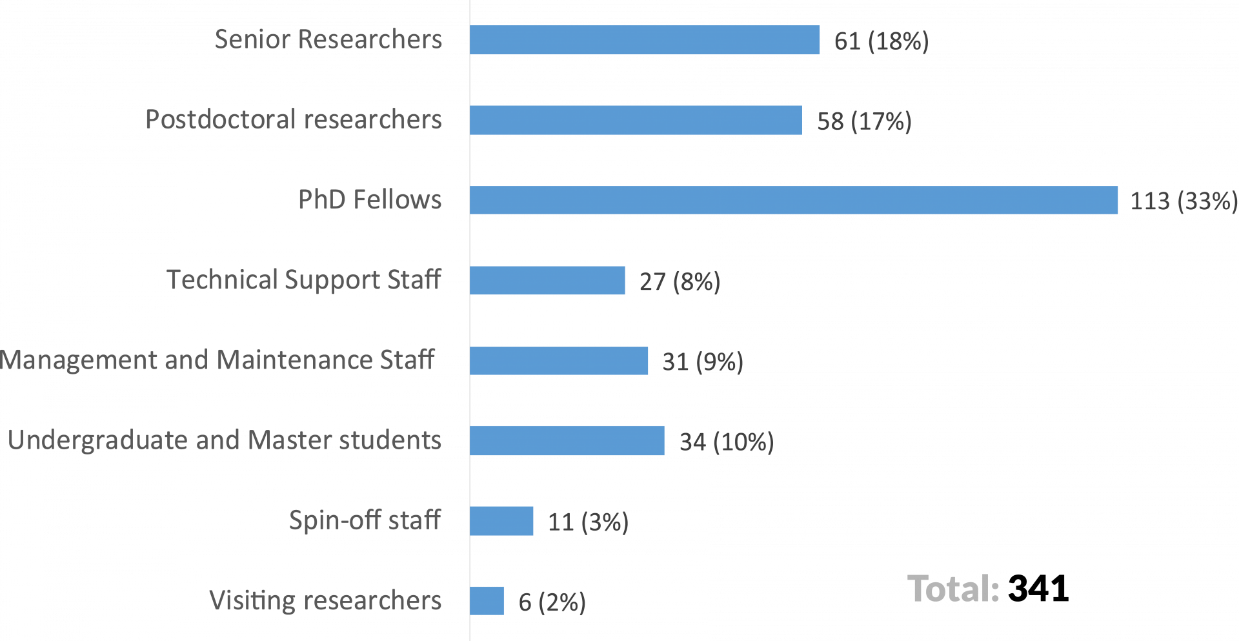 Senior Researchers 61 (18%)
Postdoctoral researchers 58 (17%)
PhD Fellows 113 (33%)
Technical Support Staff 27 (8%)
Management and Maintenance Staff 31 (9%)
Undergraduate and Master students 34 (10%)
Spin-off staff 11 (3%)
Visiting researchers 6 (2%)
Total: 341